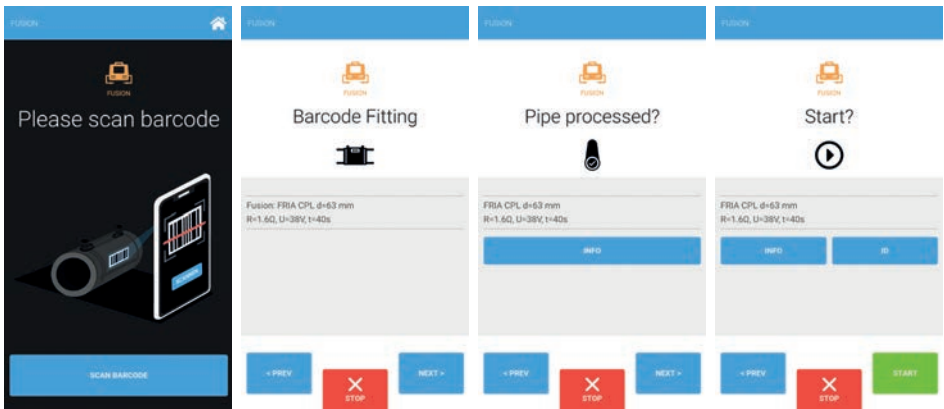 FUSION
FUSION
Please scan barcode
SCANNEN
SCAN BARCODE
FUSION
FUSION
Barcode Fitting
Fusion: FRIA CPL d=63 mm
R=1.6Ω, U=38V, t=40s
< PREV
STOP
NEXT >
FUSION
FUSION
Pipe processed?
FRIA CPL d=63 mm
R=1.6Ω, U=38V, t=40s
INFO
< PREV
STOP
NEXT >
FUSION
FUSION
Start?
FRIA CPL d=63 mm
R=1.6Ω, U=38V, t=40s
INFO
ID
< PREV
STOP
START